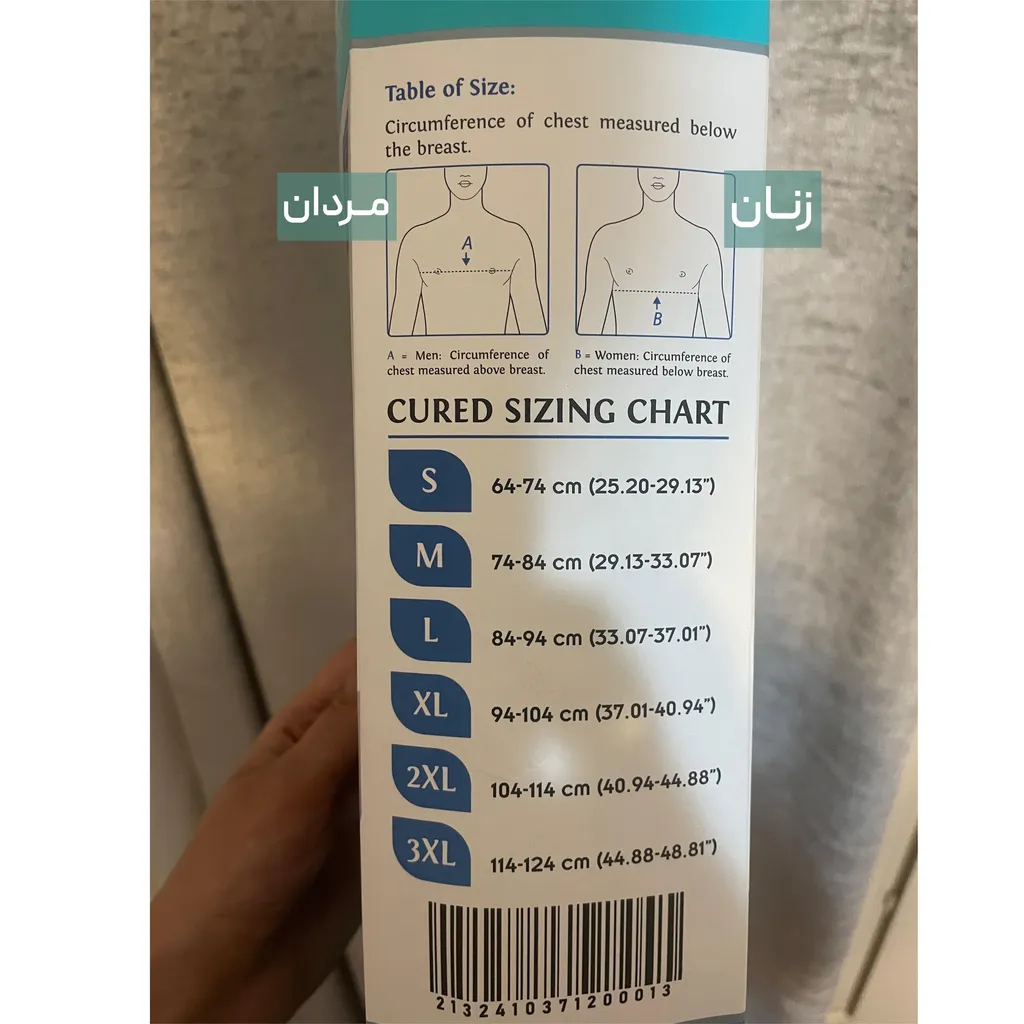 Table of Size:
Circumference of chest measured below
the breast.
مردان
زنان
A
B
A = Men: Circumference of
chest measured above breast.
B = Women: Circumference of
chest measured below breast.
CURED SIZING CHART
S 64-74 cm (25.20-29.13")
M 74-84 cm (29.13-33.07")
L 84-94 cm (33.07-37.01")
XL 94-104 cm (37.01-40.94")
2XL 104-114 cm (40.94-44.88")
3XL 114-124 cm (44.88-48.81")
2132410371200013